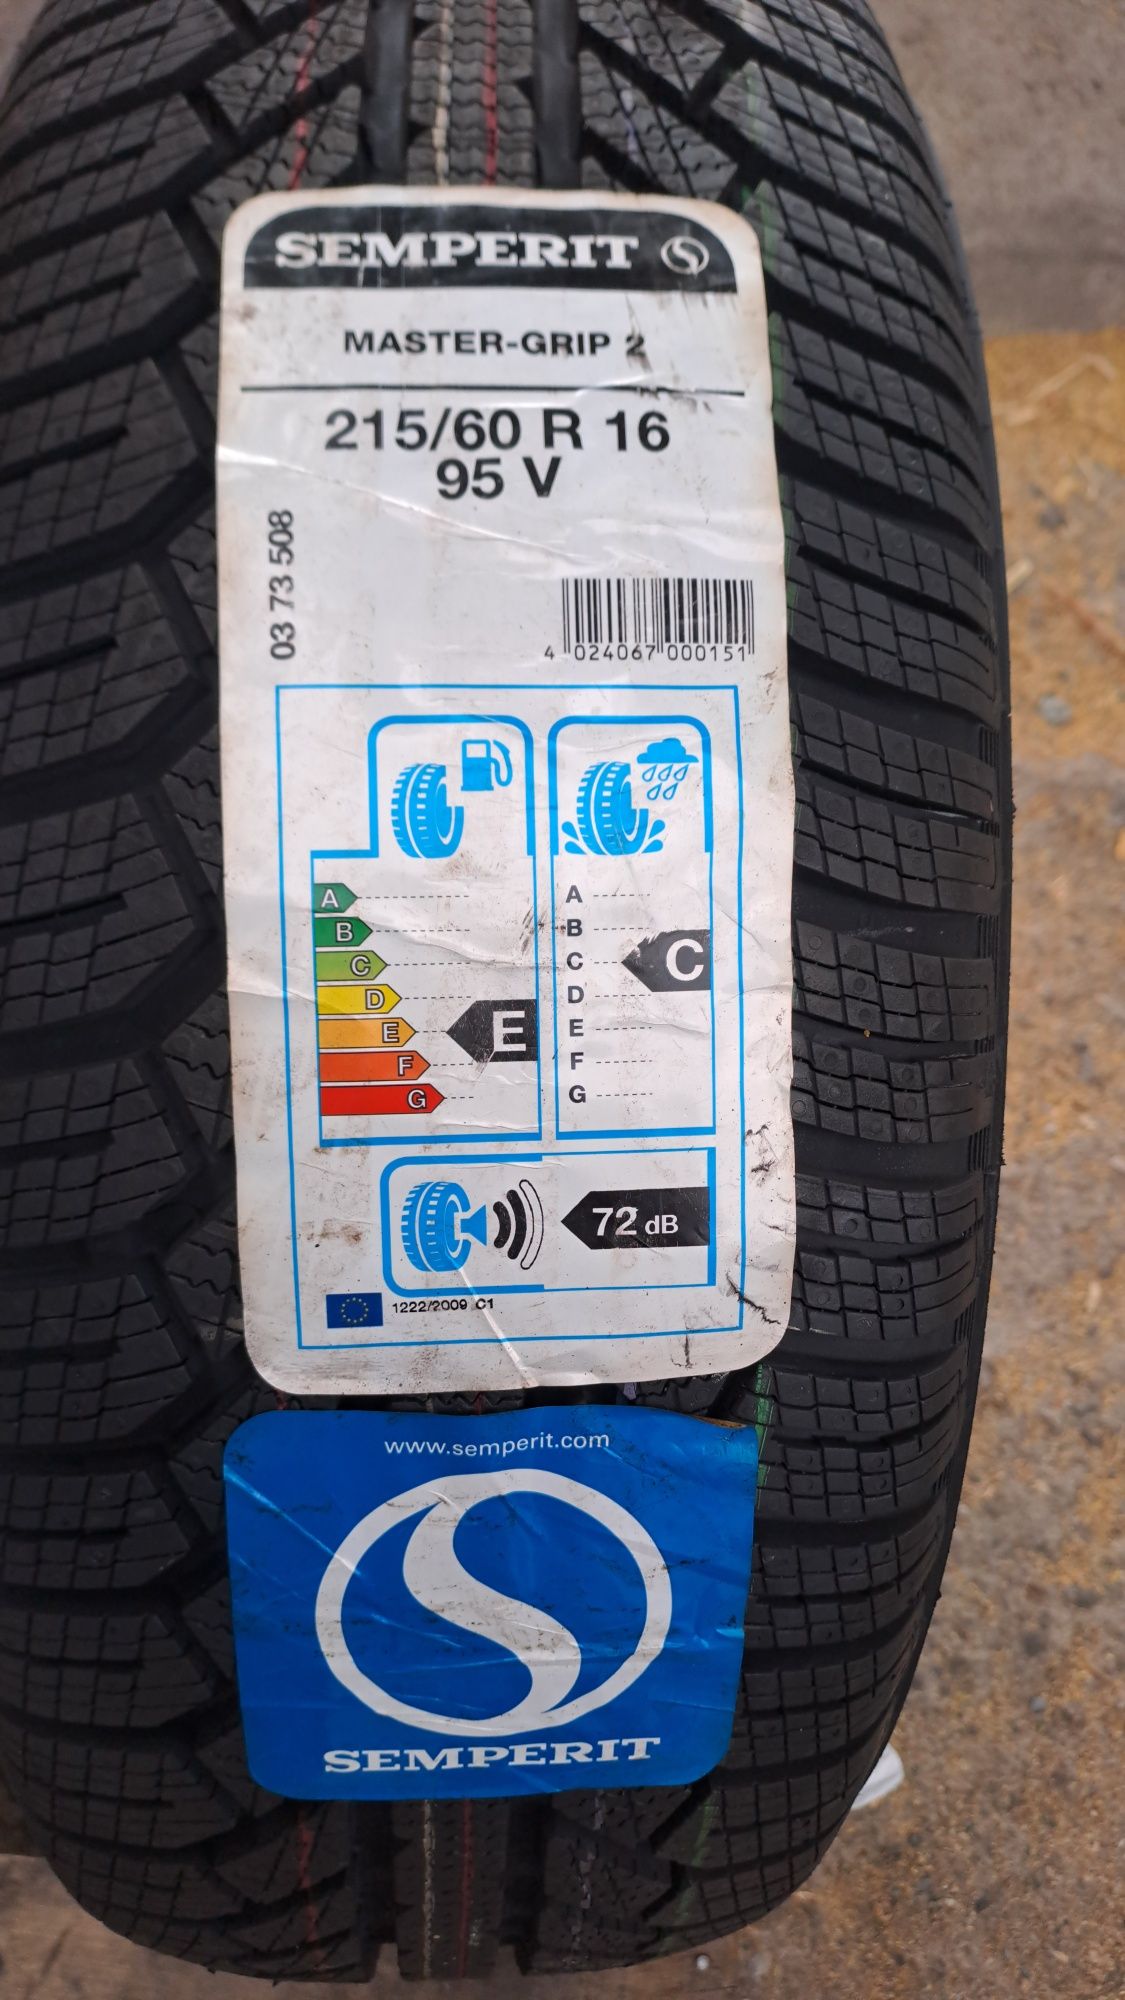 SEMPERIT
MASTER-GRIP 2
215/60 R 16
95 V
03 73 508
4 024067 000151
A
B
C
D
E
F
G
E
A
B
C
D
E
F
G
C
72 dB
1222/2009 C1
www.semperit.com
SEMPERIT